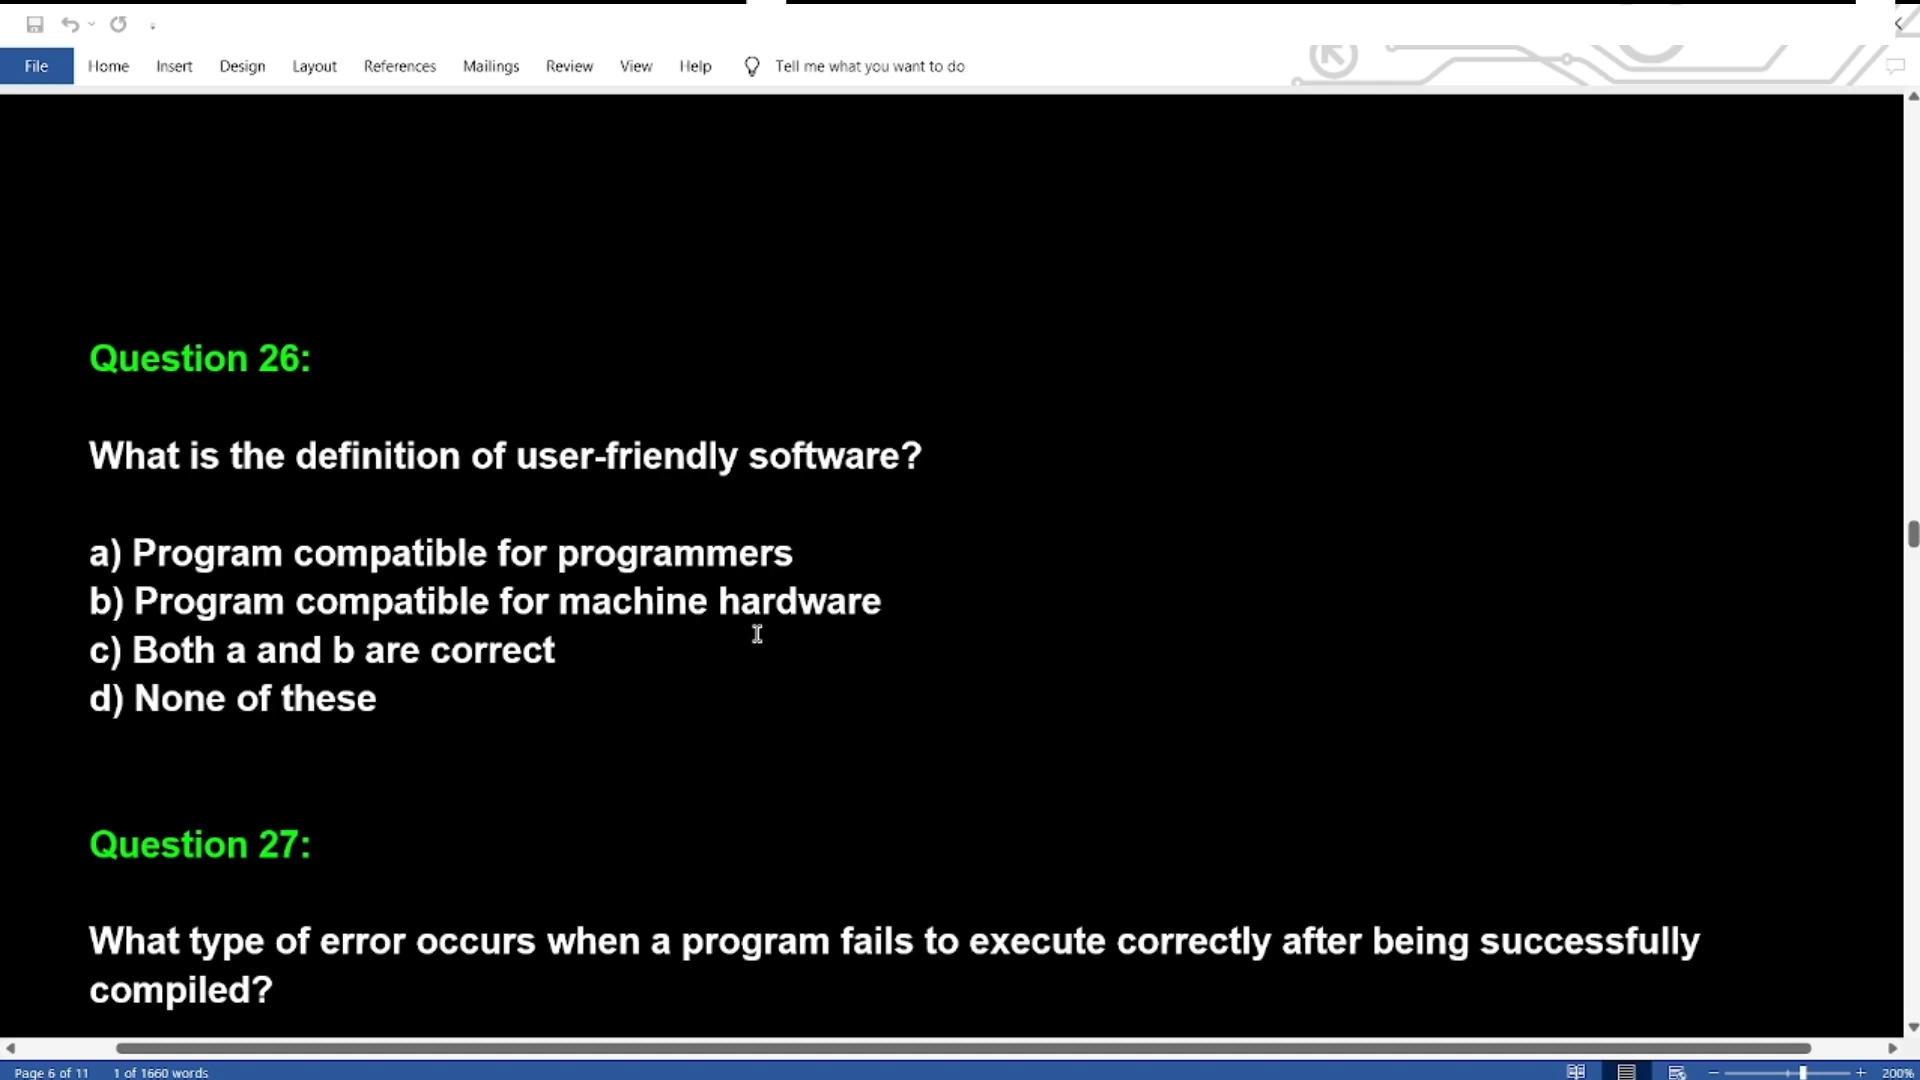 File Home Insert Design Layout References Mailings Review View Help Tell me what you want to do
Question 26:
What is the definition of user-friendly software?
a) Program compatible for programmers
b) Program compatible for machine hardware
c) Both a and b are correct
d) None of these
Question 27:
What type of error occurs when a program fails to execute correctly after being successfully
compiled?
Page 6 of 11 1 of 1660 words 200%